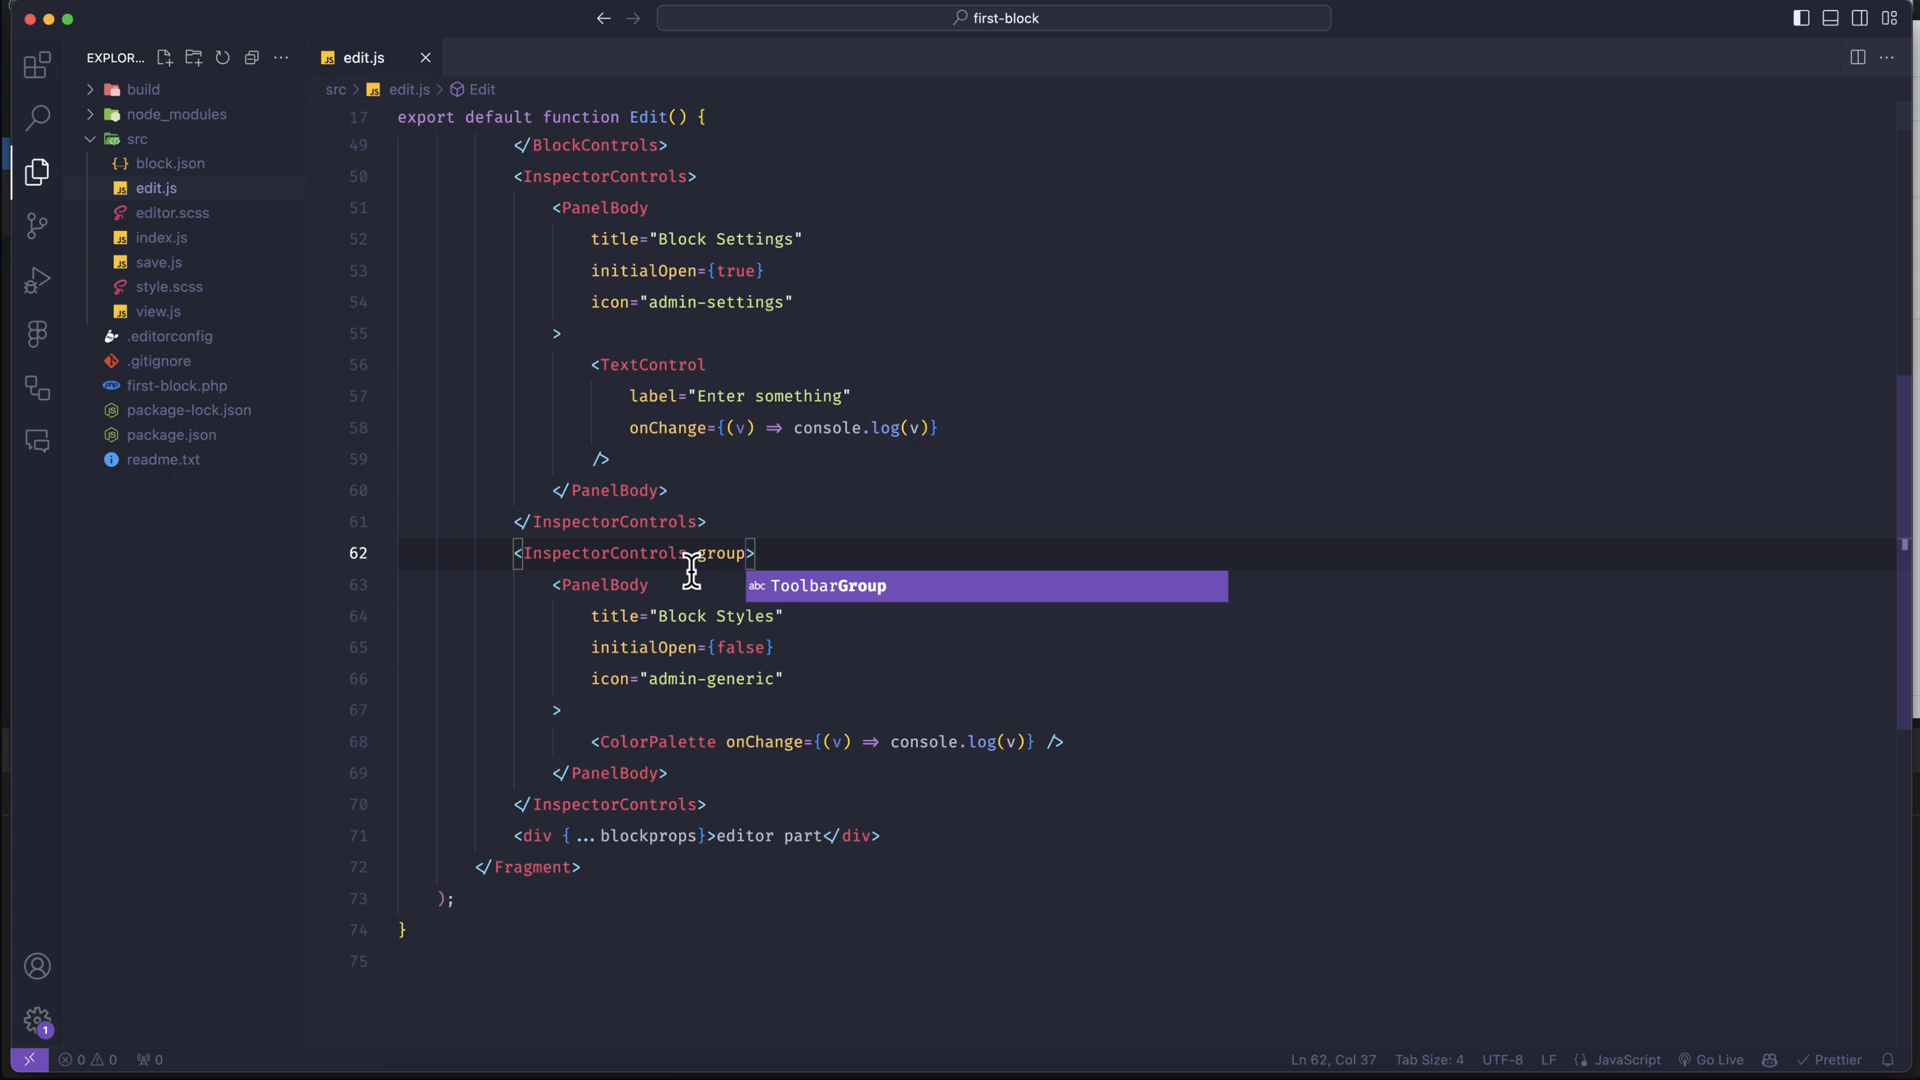 first-block
EXPLOR...
edit.js
build
node_modules
src
block.json
edit.js
editor.scss
index.js
save.js
style.scss
view.js
.editorconfig
.gitignore
first-block.php
package-lock.json
package.json
readme.txt
src > edit.js > Edit
17 export default function Edit() {
49 </BlockControls>
50 <InspectorControls>
51 <PanelBody
52 title="Block Settings"
53 initialOpen={true}
54 icon="admin-settings"
55 >
56 <TextControl
57 label="Enter something"
58 onChange={(v) => console.log(v)}
59 />
60 </PanelBody>
61 </InspectorControls>
62 <InspectorControls group>
63 <PanelBody
abc ToolbarGroup
64 title="Block Styles"
65 initialOpen={false}
66 icon="admin-generic"
67 >
68 <ColorPalette onChange={(v) => console.log(v)} />
69 </PanelBody>
70 </InspectorControls>
71 <div {...blockprops}>editor part</div>
72 </Fragment>
73 );
74 }
75
1
0 0 0
Ln 62, Col 37 Tab Size: 4 UTF-8 LF {} JavaScript Go Live Prettier